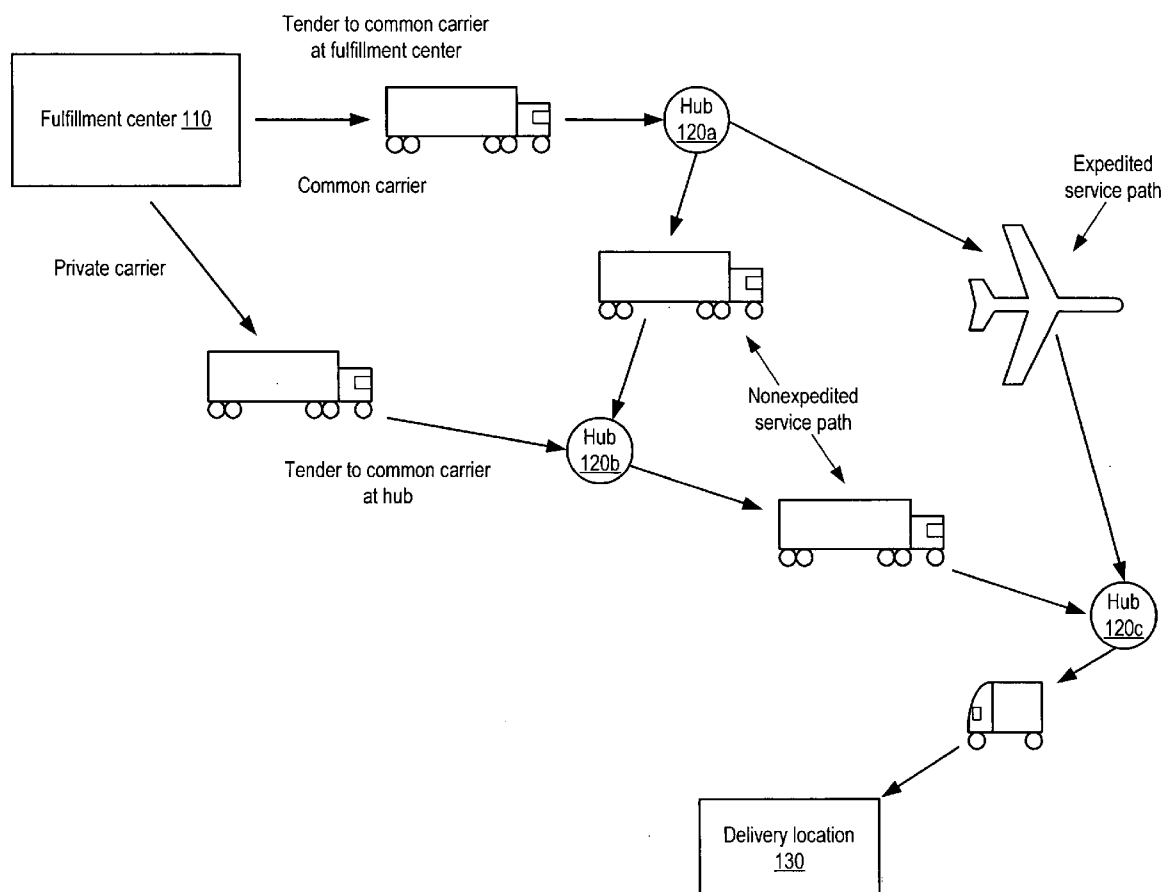 Tender to common carrier
at fulfillment center
Fulfillment center 110
Hub
120a
Common carrier
Expedited
service path
Private carrier
Nonexpedited
service path
Hub
120b
Tender to common carrier
at hub
Hub
120c
Delivery location
130